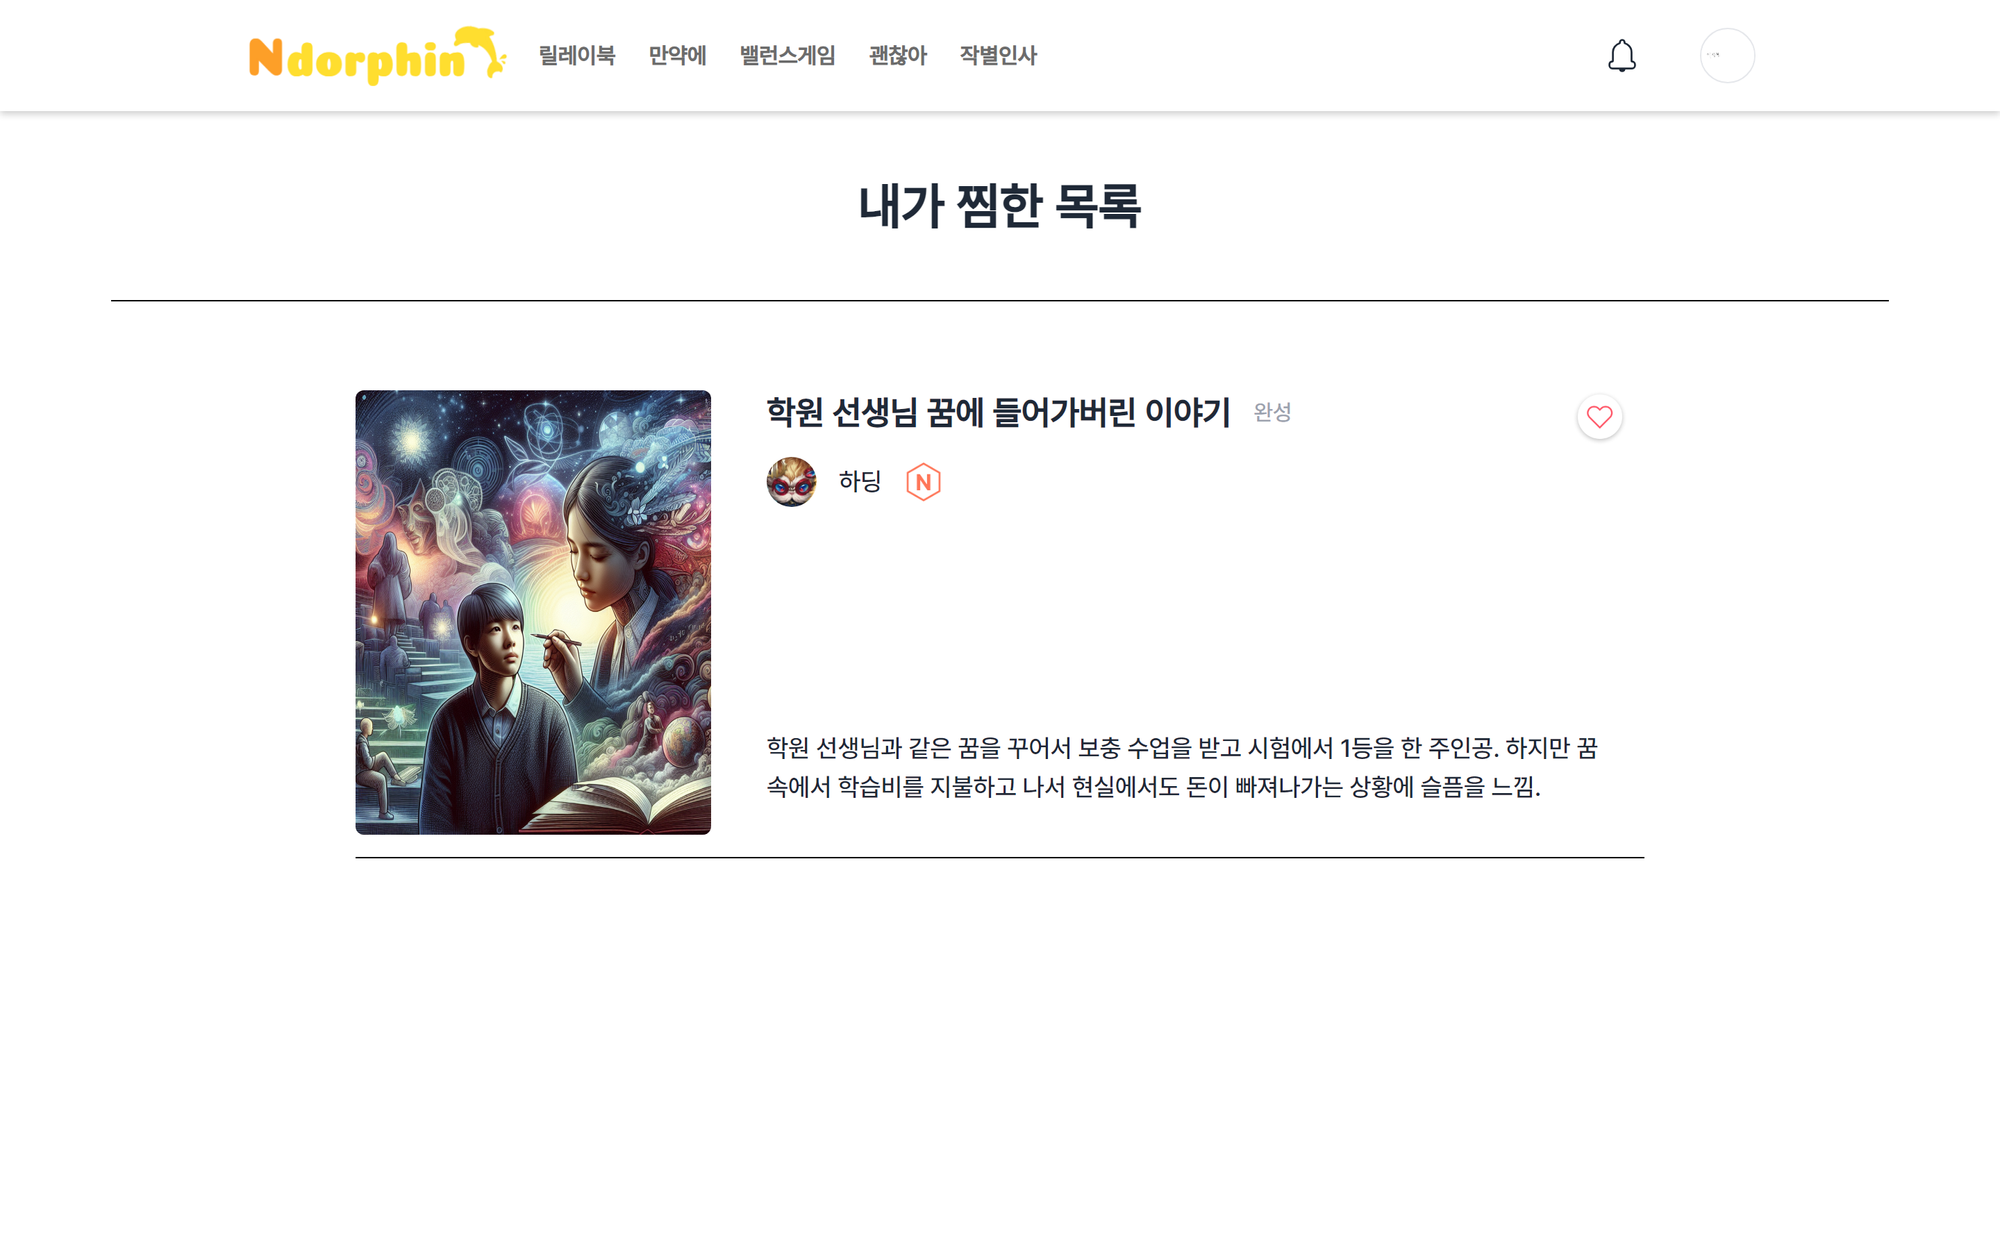 Ndorphin
릴레이북 만약에 밸런스게임 괜찮아 작별인사
내가 찜한 목록
학원 선생님 꿈에 들어가버린 이야기 완성
하딩 N
학원 선생님과 같은 꿈을 꾸어서 보충 수업을 받고 시험에서 1등을 한 주인공. 하지만 꿈
속에서 학습비를 지불하고 나서 현실에서도 돈이 빠져나가는 상황에 슬픔을 느낌.